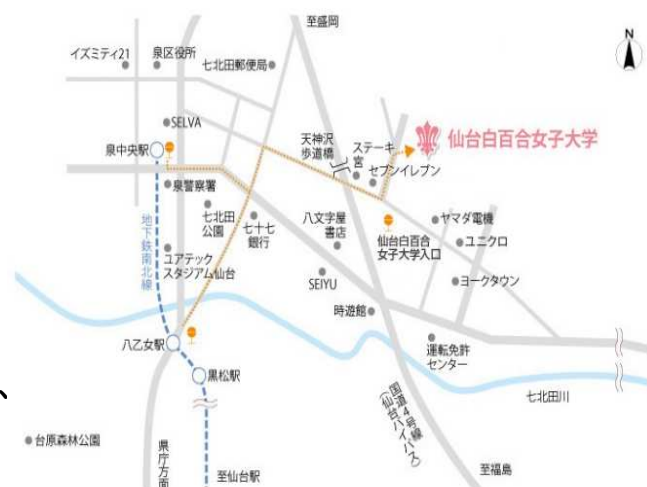 至盛岡
N
イズミティ21
泉区役所
七北田郵便局
SELVA
天神沢
歩道橋
ステーキ
宮
仙台白百合女子大学
泉中央駅
セブンイレブン
泉警察署
七北田
公園
七十七
銀行
八文字屋
書店
仙台白百合
女子大学入口
ヤマダ電機
ユニクロ
地下鉄南北線
ユアテック
スタジアム仙台
SEIYU
ヨークタウン
時遊館
八乙女駅
運転免許
センター
黒松駅
国道4号線
(仙台バイパス)
七北田川
台原森林公園
県庁方面
至仙台駅
至福島